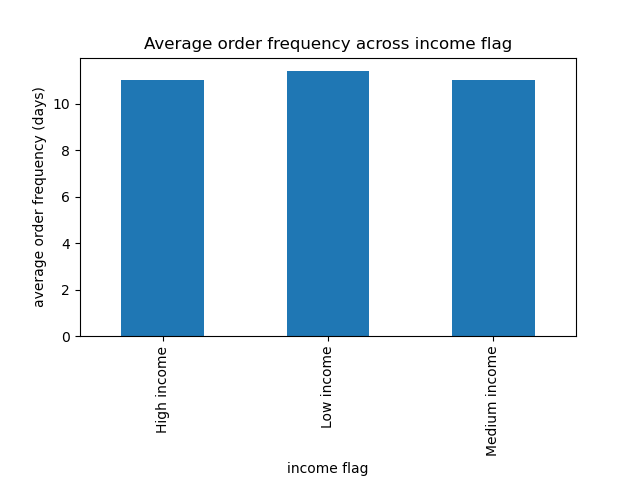 Average order frequency across income flag
average order frequency (days)
10
8
6
4
2
0
High income
Low income
Medium income
income flag